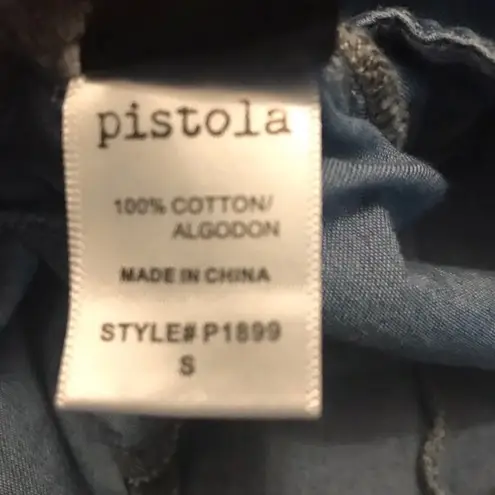 pistola
100% COTTON/
ALGODON
MADE IN CHINA
STYLE# P1899
S